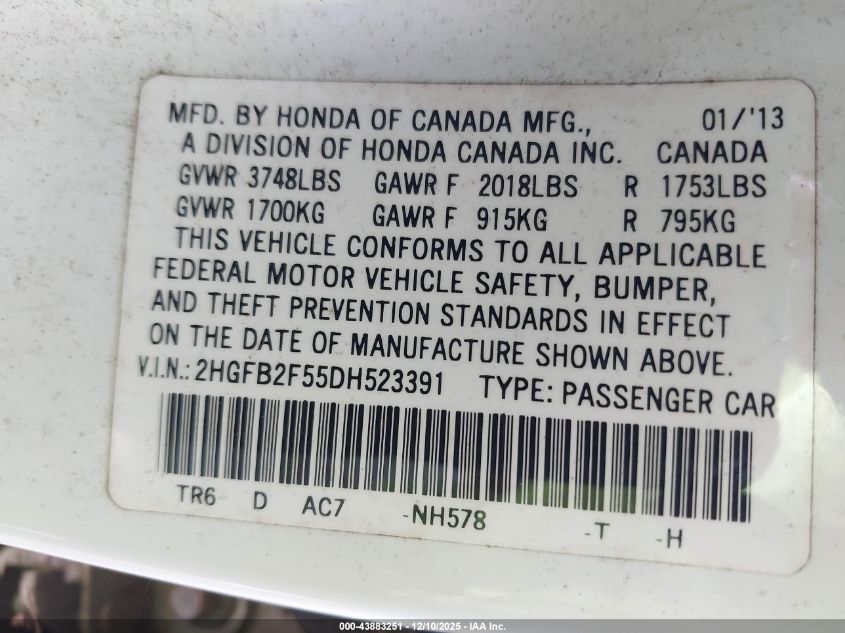 MFD. BY HONDA OF CANADA MFG., 01/'13
A DIVISION OF HONDA CANADA INC. CANADA
GVWR 3748LBS GAWR F 2018LBS R 1753LBS
GVWR 1700KG GAWR F 915KG R 795KG
THIS VEHICLE CONFORMS TO ALL APPLICABLE
FEDERAL MOTOR VEHICLE SAFETY, BUMPER,
AND THEFT PREVENTION STANDARDS IN EFFECT
ON THE DATE OF MANUFACTURE SHOWN ABOVE.
V.I.N.: 2HGFB2F55DH523391 TYPE: PASSENGER CAR
TR6 D AC7 -NH578 -T -H
000-43883251 - 12/10/2025 - IAA Inc.